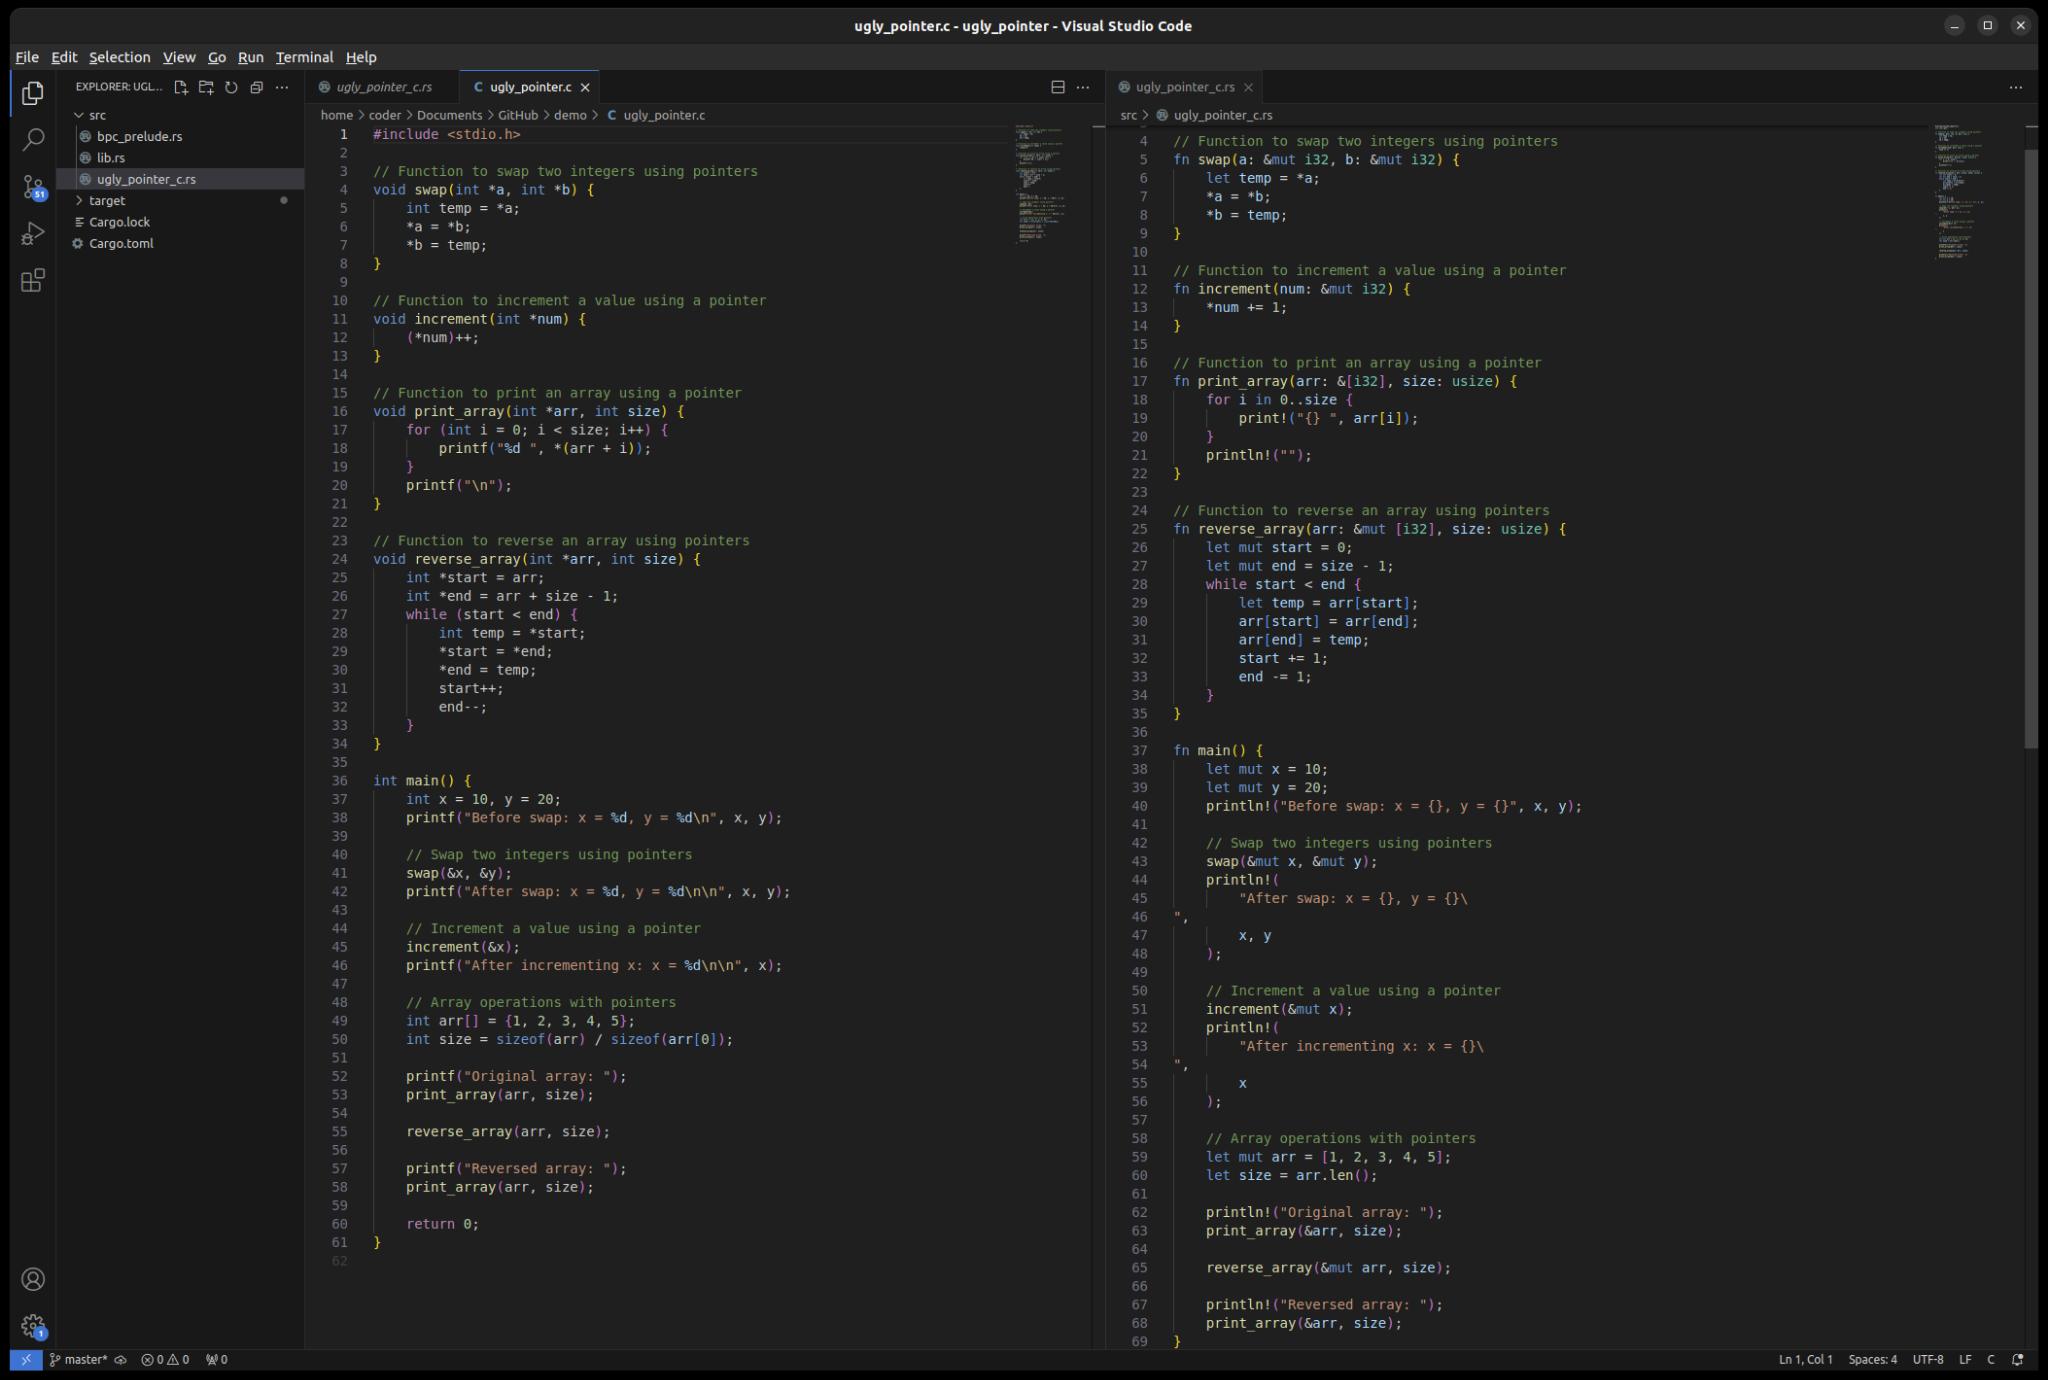 ugly_pointer.c - ugly_pointer - Visual Studio Code
File Edit Selection View Go Run Terminal Help
EXPLORER: UGL...
src
bpc_prelude.rs
lib.rs
ugly_pointer_c.rs
target
Cargo.lock
Cargo.toml
51
1
ugly_pointer_c.rs
C ugly_pointer.c
home > coder > Documents > GitHub > demo > C ugly_pointer.c
1 #include <stdio.h>
2
3 // Function to swap two integers using pointers
4 void swap(int *a, int *b) {
5     int temp = *a;
6     *a = *b;
7     *b = temp;
8 }
9
10 // Function to increment a value using a pointer
11 void increment(int *num) {
12     (*num)++;
13 }
14
15 // Function to print an array using a pointer
16 void print_array(int *arr, int size) {
17     for (int i = 0; i < size; i++) {
18         printf("%d ", *(arr + i));
19     }
20     printf("\n");
21 }
22
23 // Function to reverse an array using pointers
24 void reverse_array(int *arr, int size) {
25     int *start = arr;
26     int *end = arr + size - 1;
27     while (start < end) {
28         int temp = *start;
29         *start = *end;
30         *end = temp;
31         start++;
32         end--;
33     }
34 }
35
36 int main() {
37     int x = 10, y = 20;
38     printf("Before swap: x = %d, y = %d\n", x, y);
39
40     // Swap two integers using pointers
41     swap(&x, &y);
42     printf("After swap: x = %d, y = %d\n\n", x, y);
43
44     // Increment a value using a pointer
45     increment(&x);
46     printf("After incrementing x: x = %d\n\n", x);
47
48     // Array operations with pointers
49     int arr[] = {1, 2, 3, 4, 5};
50     int size = sizeof(arr) / sizeof(arr[0]);
51
52     printf("Original array: ");
53     print_array(arr, size);
54
55     reverse_array(arr, size);
56
57     printf("Reversed array: ");
58     print_array(arr, size);
59
60     return 0;
61 }
62
ugly_pointer_c.rs
src > ugly_pointer_c.rs
4 // Function to swap two integers using pointers
5 fn swap(a: &mut i32, b: &mut i32) {
6     let temp = *a;
7     *a = *b;
8     *b = temp;
9 }
10
11 // Function to increment a value using a pointer
12 fn increment(num: &mut i32) {
13     *num += 1;
14 }
15
16 // Function to print an array using a pointer
17 fn print_array(arr: &[i32], size: usize) {
18     for i in 0..size {
19         print!("{} ", arr[i]);
20     }
21     println!("");
22 }
23
24 // Function to reverse an array using pointers
25 fn reverse_array(arr: &mut [i32], size: usize) {
26     let mut start = 0;
27     let mut end = size - 1;
28     while start < end {
29         let temp = arr[start];
30         arr[start] = arr[end];
31         arr[end] = temp;
32         start += 1;
33         end -= 1;
34     }
35 }
36
37 fn main() {
38     let mut x = 10;
39     let mut y = 20;
40     println!("Before swap: x = {}, y = {}", x, y);
41
42     // Swap two integers using pointers
43     swap(&mut x, &mut y);
44     println!(
45         "After swap: x = {}, y = {}\
46 ",
47         x, y
48     );
49
50     // Increment a value using a pointer
51     increment(&mut x);
52     println!(
53         "After incrementing x: x = {}\
54 ",
55         x
56     );
57
58     // Array operations with pointers
59     let mut arr = [1, 2, 3, 4, 5];
60     let size = arr.len();
61
62     println!("Original array: ");
63     print_array(&arr, size);
64
65     reverse_array(&mut arr, size);
66
67     println!("Reversed array: ");
68     print_array(&arr, size);
69 }
master* 0 0 0 Ln 1, Col 1 Spaces: 4 UTF-8 LF C